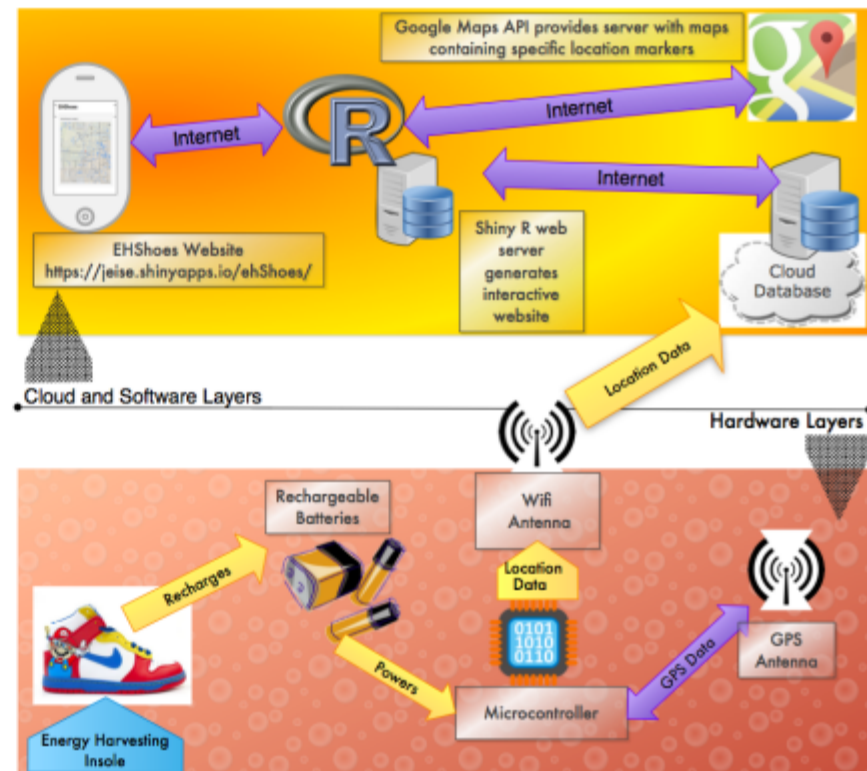 Google Maps API provides server with maps
containing specific location markers
Internet
Internet
Internet
EHShoes Website
https://jeise.shinyapps.io/ehShoes/
Shiny R web
server
generates
interactive
website
Cloud
Database
Location Data
Cloud and Software Layers
Hardware Layers
Rechargeable
Batteries
Wifi
Antenna
Recharges
Location
Data
0101
1010
0110
Powers
GPS Data
GPS
Antenna
Microcontroller
Energy Harvesting
Insole